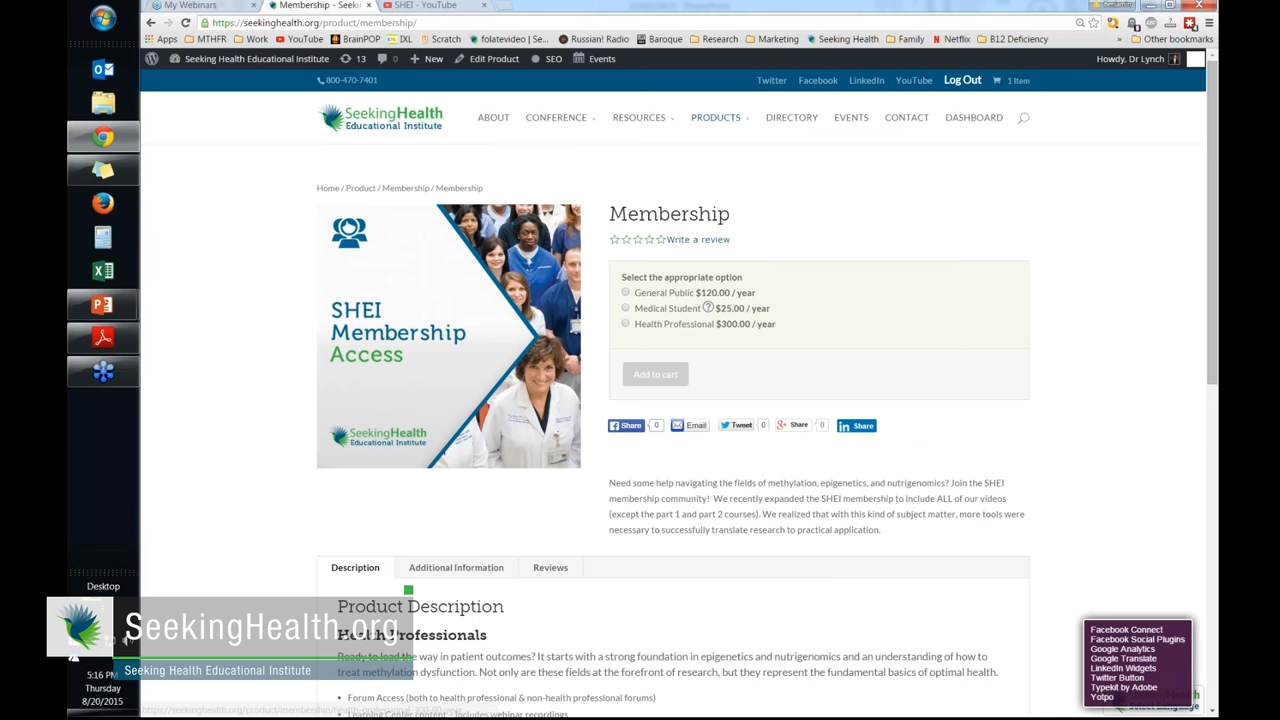 My Webinars
Membership - Seeki
SHEI - YouTube
https://seekinghealth.org/product/membership/
Apps MTHFR Work YouTube BrainPOP IXL Scratch folatevideo | Se... Russian! Radio Baroque Research Marketing Seeking Health Family Netflix B12 Deficiency » Other bookmarks
Seeking Health Educational Institute 13 0 New Edit Product SEO Events Howdy, Dr Lynch
800-470-7401 Twitter Facebook LinkedIn YouTube Log Out 1 Item
SeekingHealth
Educational Institute
ABOUT CONFERENCE RESOURCES PRODUCTS DIRECTORY EVENTS CONTACT DASHBOARD
Home / Product / Membership / Membership
SHEI
Membership
Access
SeekingHealth
Educational Institute
Membership
Write a review
Select the appropriate option
General Public $120.00 / year
Medical Student ? $25.00 / year
Health Professional $300.00 / year
Add to cart
Share 0 Email Tweet 0 Share 0 Share
Need some help navigating the fields of methylation, epigenetics, and nutrigenomics? Join the SHEI
membership community! We recently expanded the SHEI membership to include ALL of our videos
(except the part 1 and part 2 courses). We realized that with this kind of subject matter, more tools were
necessary to successfully translate research to practical application.
Description Additional Information Reviews
Product Description
Health Professionals
Ready to lead the way in patient outcomes? It starts with a strong foundation in epigenetics and nutrigenomics and an understanding of how to
treat methylation dysfunction. Not only are these fields at the forefront of research, but they represent the fundamental basics of optimal health.
Forum Access (both to health professional & non-health professional forums)
Learning Center content - Includes webinar recordings
Desktop
SeekingHealth.org
Seeking Health Educational Institute
5:16 PM
Thursday
8/20/2015
Facebook Connect
Facebook Social Plugins
Google Analytics
Google Translate
LinkedIn Widgets
Twitter Button
Typekit by Adobe
Yotpo